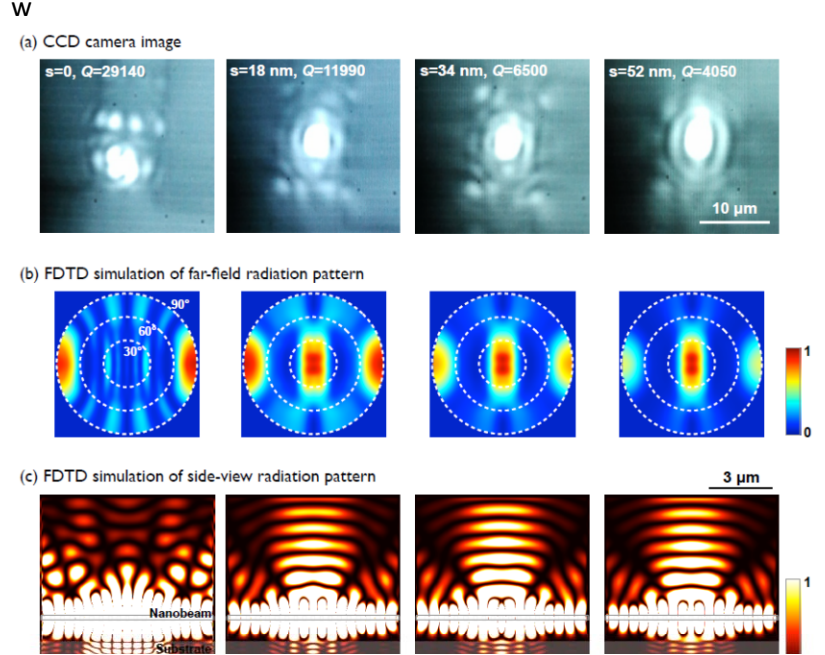 w
(a) CCD camera image
s=0, Q=29140
s=18 nm, Q=11990
s=34 nm, Q=6500
s=52 nm, Q=4050
10 μm
(b) FDTD simulation of far-field radiation pattern
90°
60°
30°
1
0
(c) FDTD simulation of side-view radiation pattern
3 μm
Nanobeam
Substrate
1